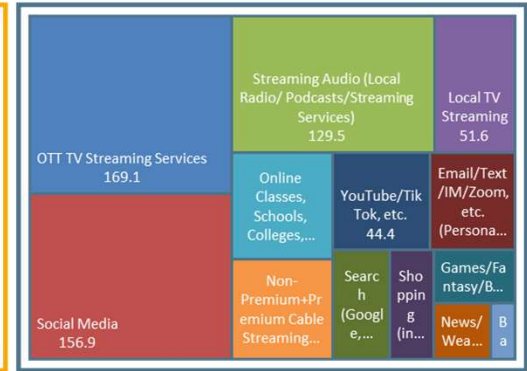 OTT TV Streaming Services
169.1
Social Media
156.9
Streaming Audio (Local
Radio/ Podcasts/Streaming
Services)
129.5
Local TV
Streaming
51.6
Online
Classes,
Schools,
Colleges,...
YouTube/Tik
Tok, etc.
44.4
Email/Text
/IM/Zoom,
etc.
(Persona...
Non-
Premium+Pr
emium Cable
Streaming...
Searc
h
(Googl
e,...
Sho
ppin
g
(in...
Games/Fa
ntasy/B...
News/
Wea...
B
a